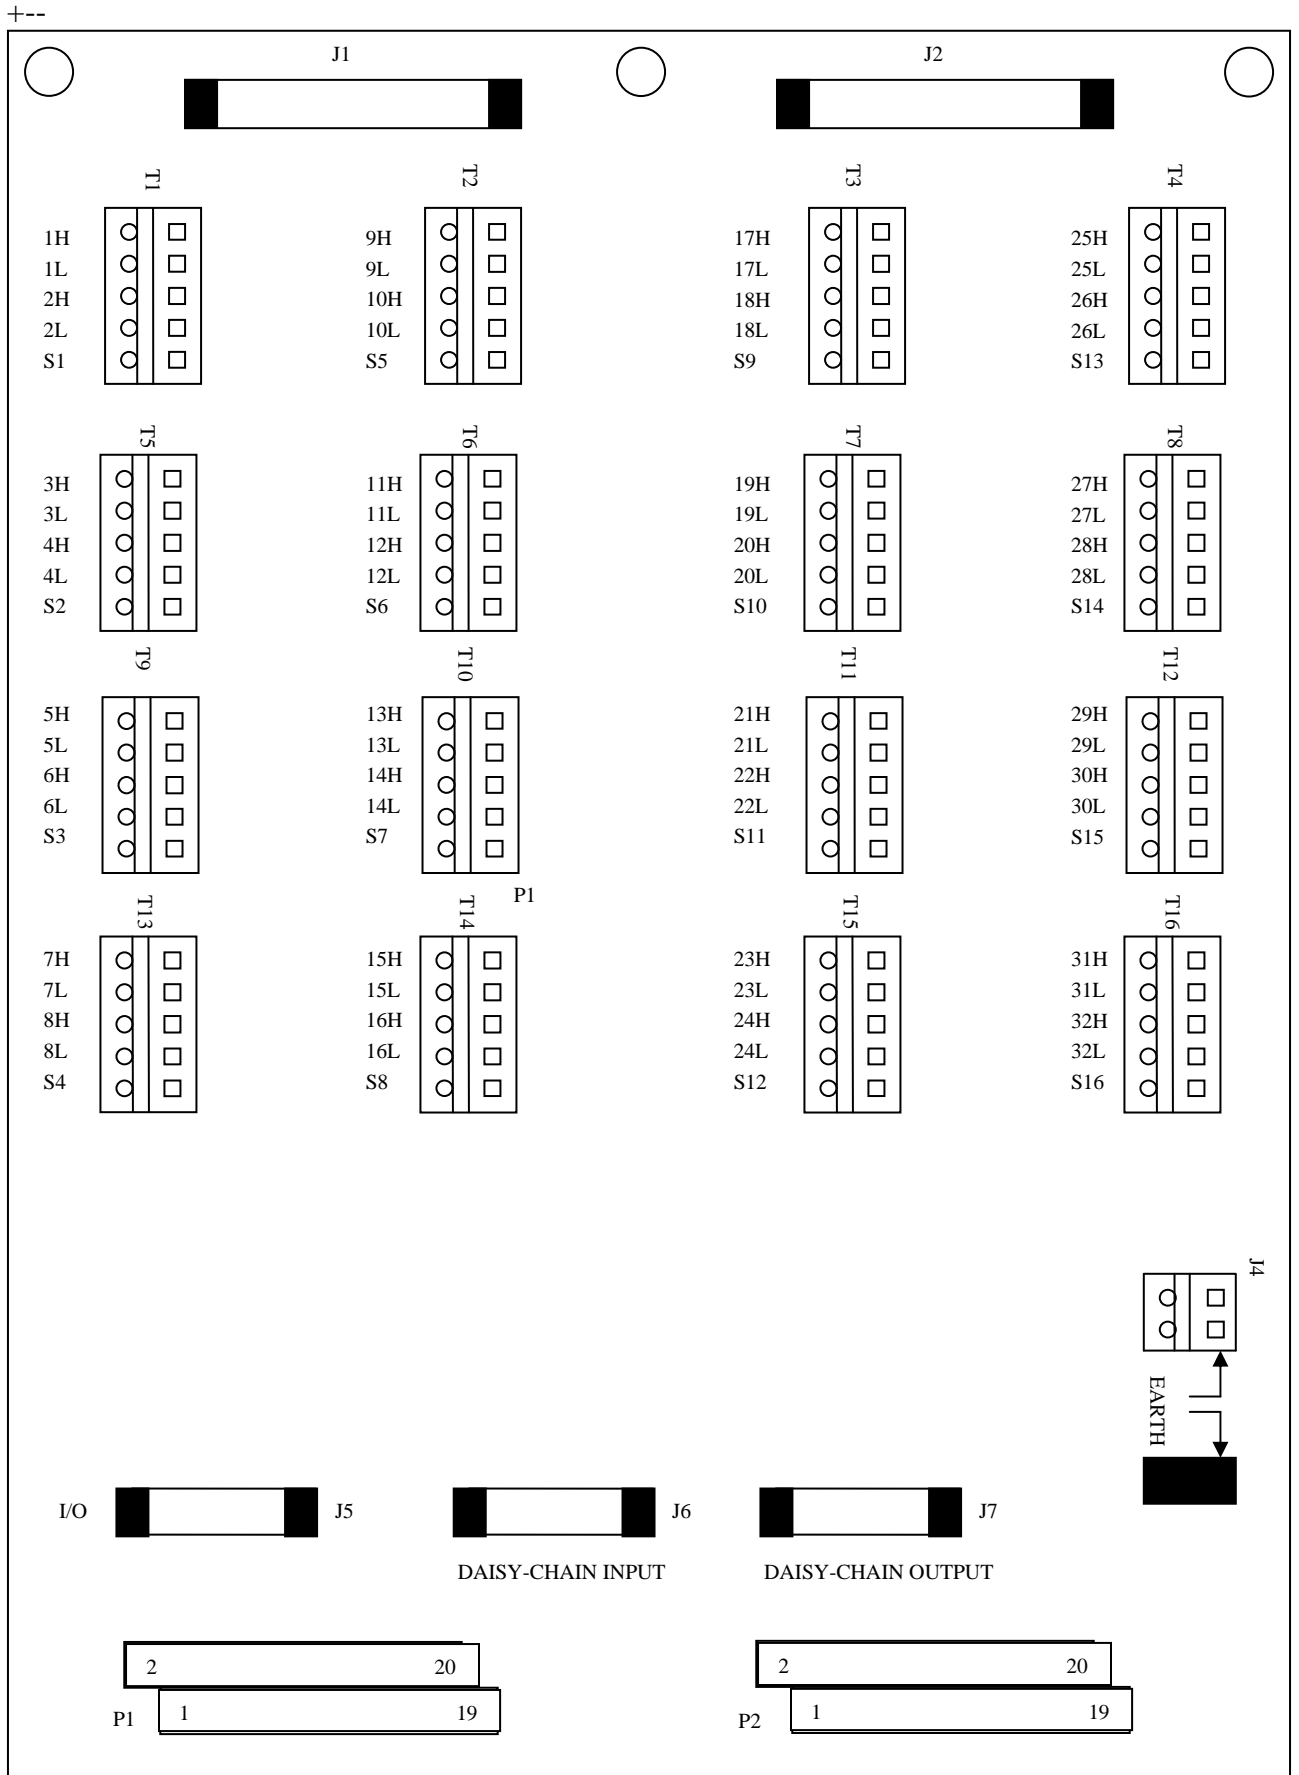 +--
J1
J2
T1
T2
T3
T4
1H
9H
17H
25H
1L
9L
17L
25L
2H
10H
18H
26H
2L
10L
18L
26L
S1
S5
S9
S13
T5
T6
T7
T8
3H
11H
19H
27H
3L
11L
19L
27L
4H
12H
20H
28H
4L
12L
20L
28L
S2
S6
S10
S14
T9
T10
T11
T12
5H
13H
21H
29H
5L
13L
21L
29L
6H
14H
22H
30H
6L
14L
22L
30L
S3
S7
S11
S15
P1
T13
T14
T15
T16
7H
15H
23H
31H
7L
15L
23L
31L
8H
16H
24H
32H
8L
16L
24L
32L
S4
S8
S12
S16
J4
EARTH
I/O
J5
J6
J7
DAISY-CHAIN INPUT
DAISY-CHAIN OUTPUT
2
20
2
20
P1
1
19
P2
1
19